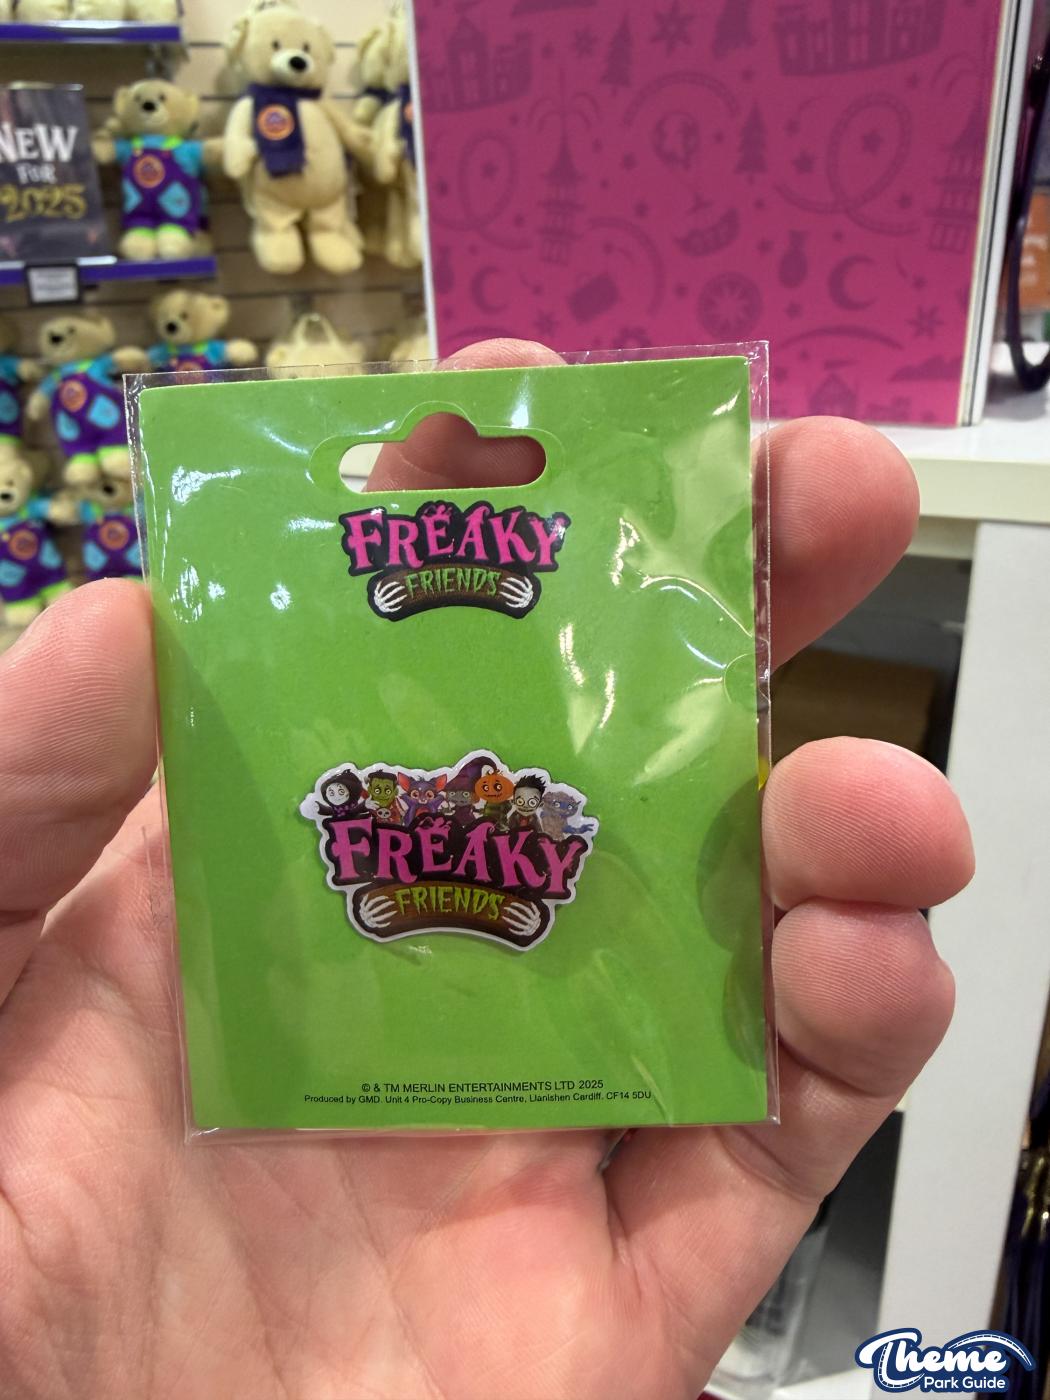 NEW
FOR
2025
FREAKY
FRIENDS
FREAKY
FRIENDS
© & TM MERLIN ENTERTAINMENTS LTD 2025
Produced by GMD. Unit 4 Pro-Copy Business Centre, Llanishen Cardiff. CF14 5DU
Theme
Park Guide